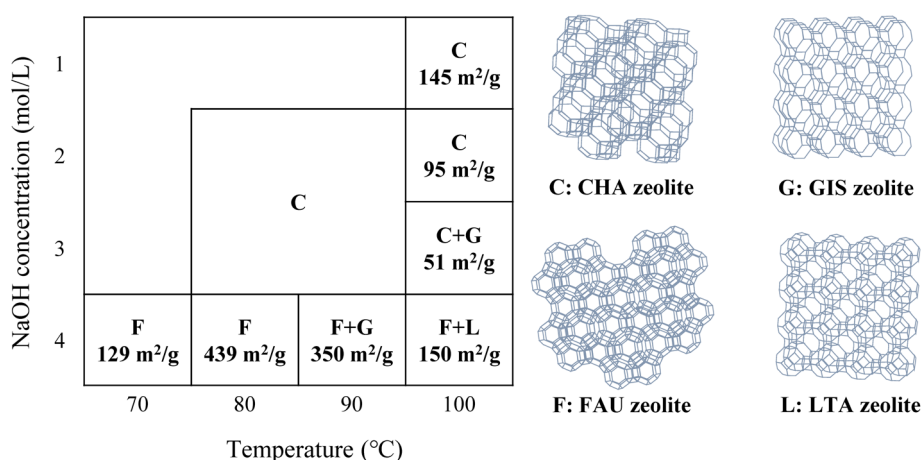 NaOH concentration (mol/L)
1
C
145 m²/g
2
C
C
95 m²/g
3
C+G
51 m²/g
4
F
129 m²/g
F
439 m²/g
F+G
350 m²/g
F+L
150 m²/g
70
80
90
100
Temperature (℃)
C: CHA zeolite
G: GIS zeolite
F: FAU zeolite
L: LTA zeolite